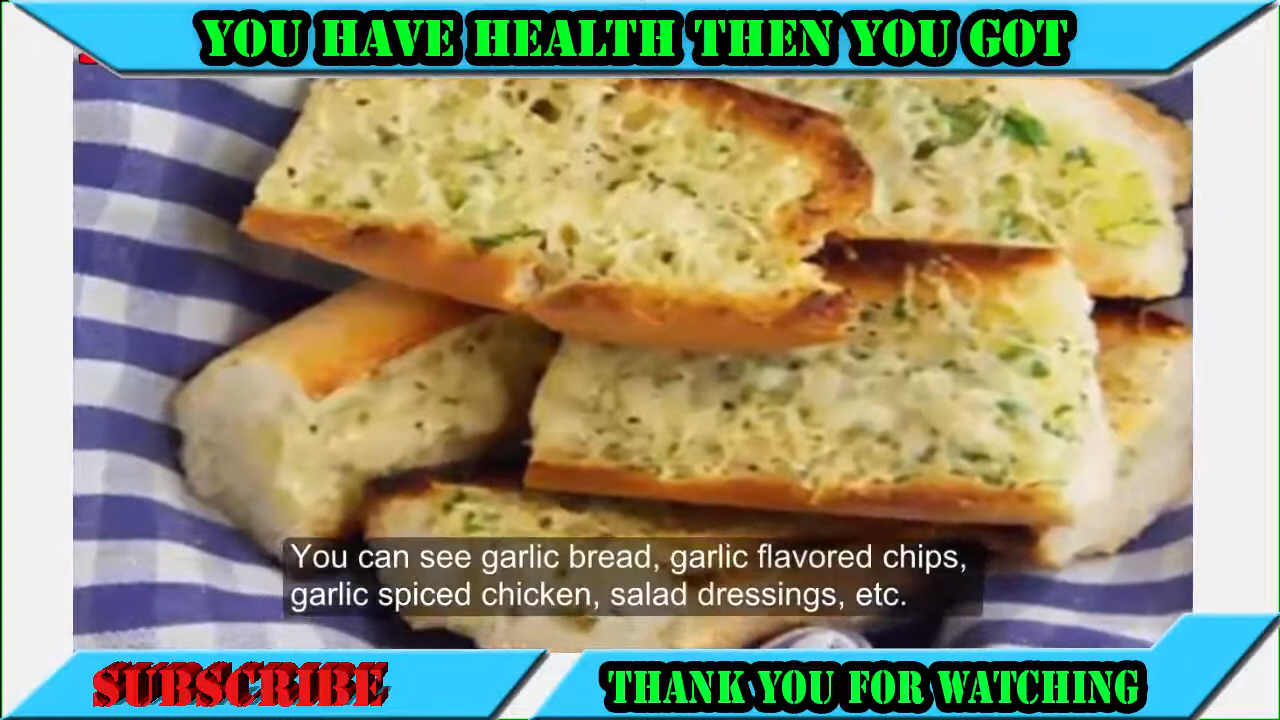 YOU HAVE HEALTH THEN YOU GOT
You can see garlic bread, garlic flavored chips,
garlic spiced chicken, salad dressings, etc.
SUBSCRIBE
THANK YOU FOR WATCHING